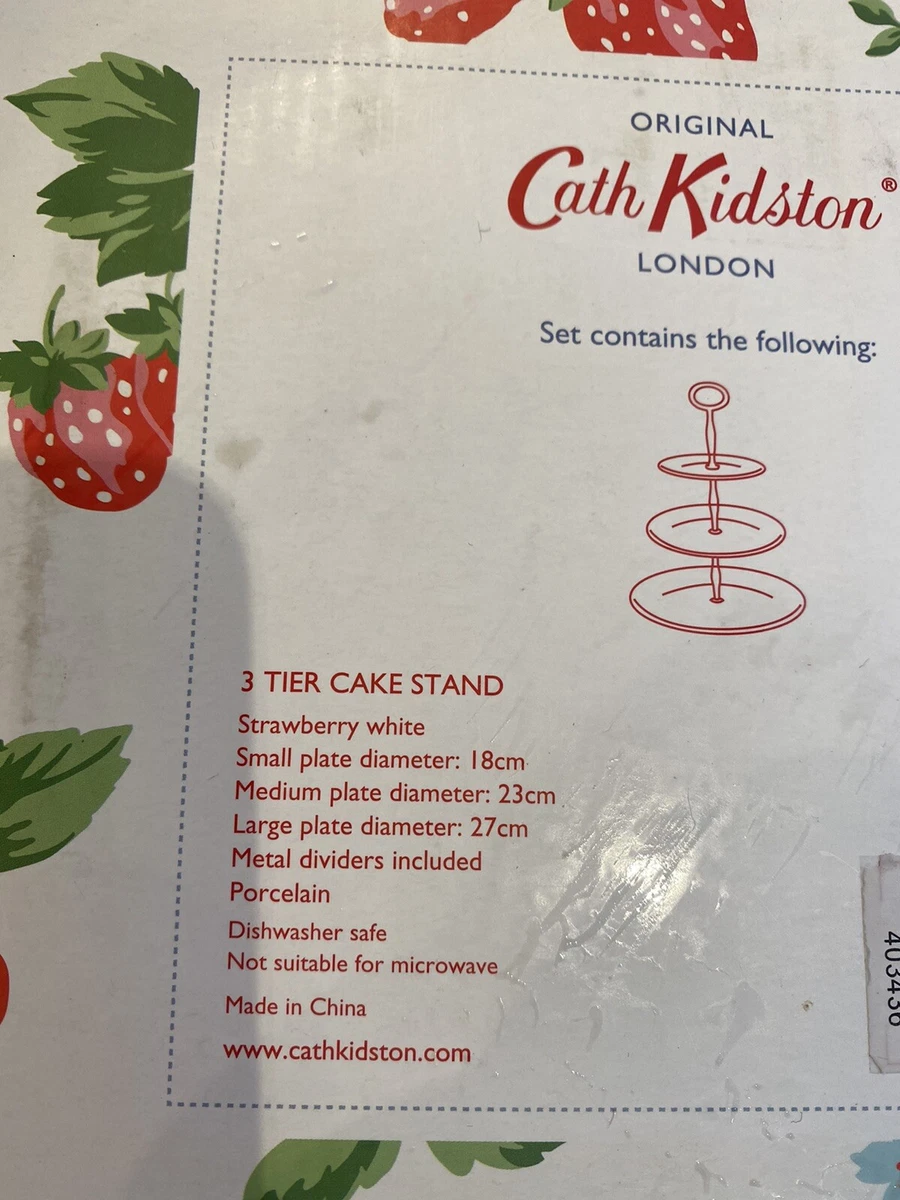 ORIGINAL
Cath Kidston®
LONDON
Set contains the following:
3 TIER CAKE STAND
Strawberry white
Small plate diameter: 18cm
Medium plate diameter: 23cm
Large plate diameter: 27cm
Metal dividers included
Porcelain
Dishwasher safe
Not suitable for microwave
Made in China
www.cathkidston.com
403436